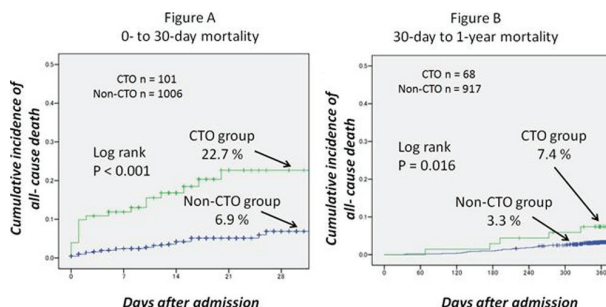 Figure A
0- to 30-day mortality
Cumulative incidence of
all- cause death
0.5
0.4
0.3
0.2
0.1
0.0
CTO n = 101
Non-CTO n = 1006
Log rank
P < 0.001
CTO group
22.7 %
Non-CTO group
6.9 %
0
7
14
21
28
Days after admission
Figure B
30-day to 1-year mortality
Cumulative incidence of
all- cause death
0.5
0.4
0.3
0.2
0.1
0.0
CTO n = 68
Non-CTO n = 917
Log rank
P = 0.016
CTO group
7.4 %
Non-CTO group
3.3 %
0
60
120
180
240
300
360
Days after admission